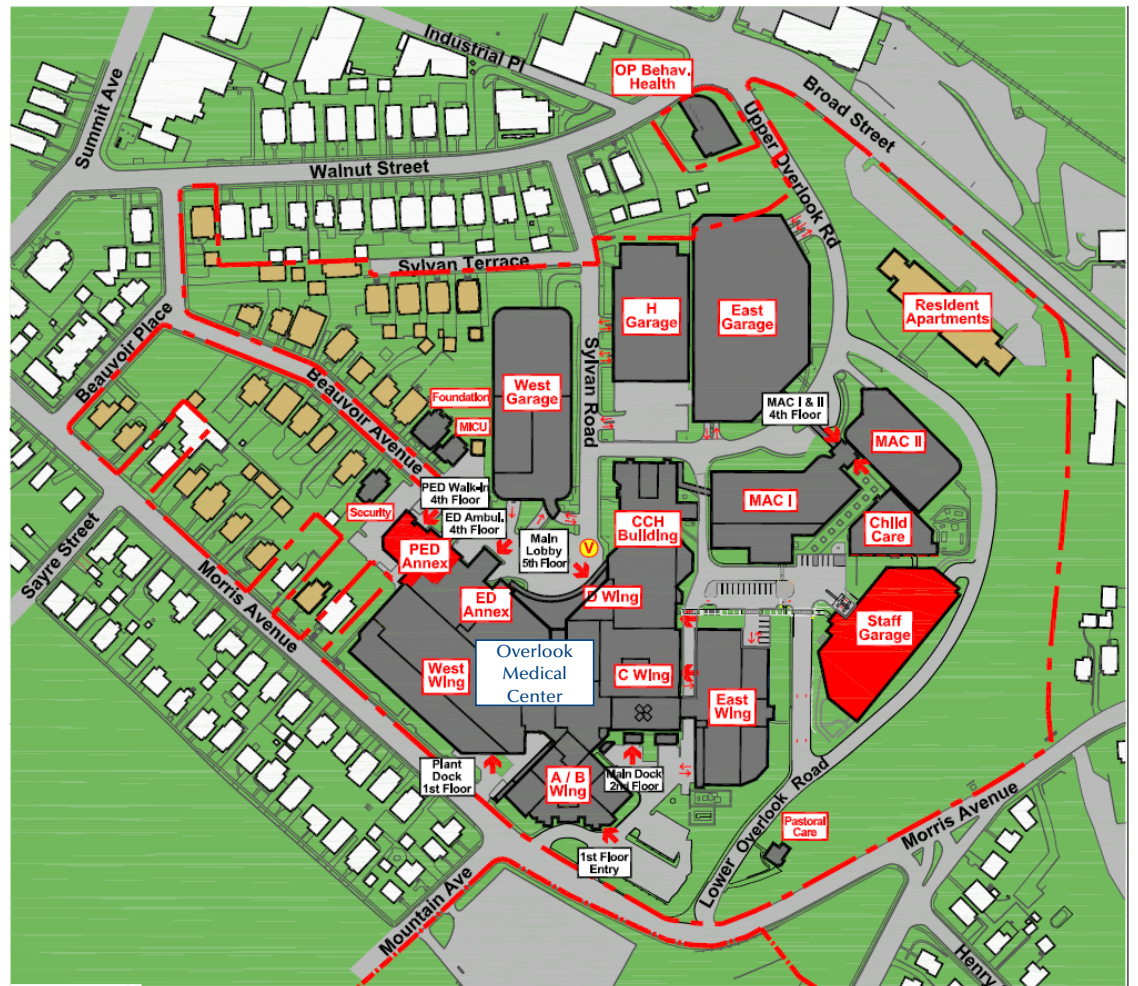 Industrial Pl
Summit Ave
OP Behav.
Health
Broad Street
Upper Overlook Rd
Walnut Street
Sylvan Terrace
H
Garage
East
Garage
Resident
Apartments
Beauvoir Place
Beauvoir Avenue
Sylvan Road
West
Garage
Foundation
MICU
MAC I & II
4th Floor
MAC II
PED Walk-In
4th Floor
MAC I
Security
ED Ambul.
4th Floor
CCH
Building
Child
Care
Main
Lobby
5th Floor
V
PED
Annex
Sayre Street
Morris Avenue
ED
Annex
D Wing
Staff
Garage
West
Wing
Overlook
Medical
Center
C Wing
East
Wing
Plant
Dock
1st Floor
A / B
Wing
Main Dock
2nd Floor
Lower Overlook Road
Pastoral
Care
Morris Avenue
1st Floor
Entry
Mountain Ave
Henry